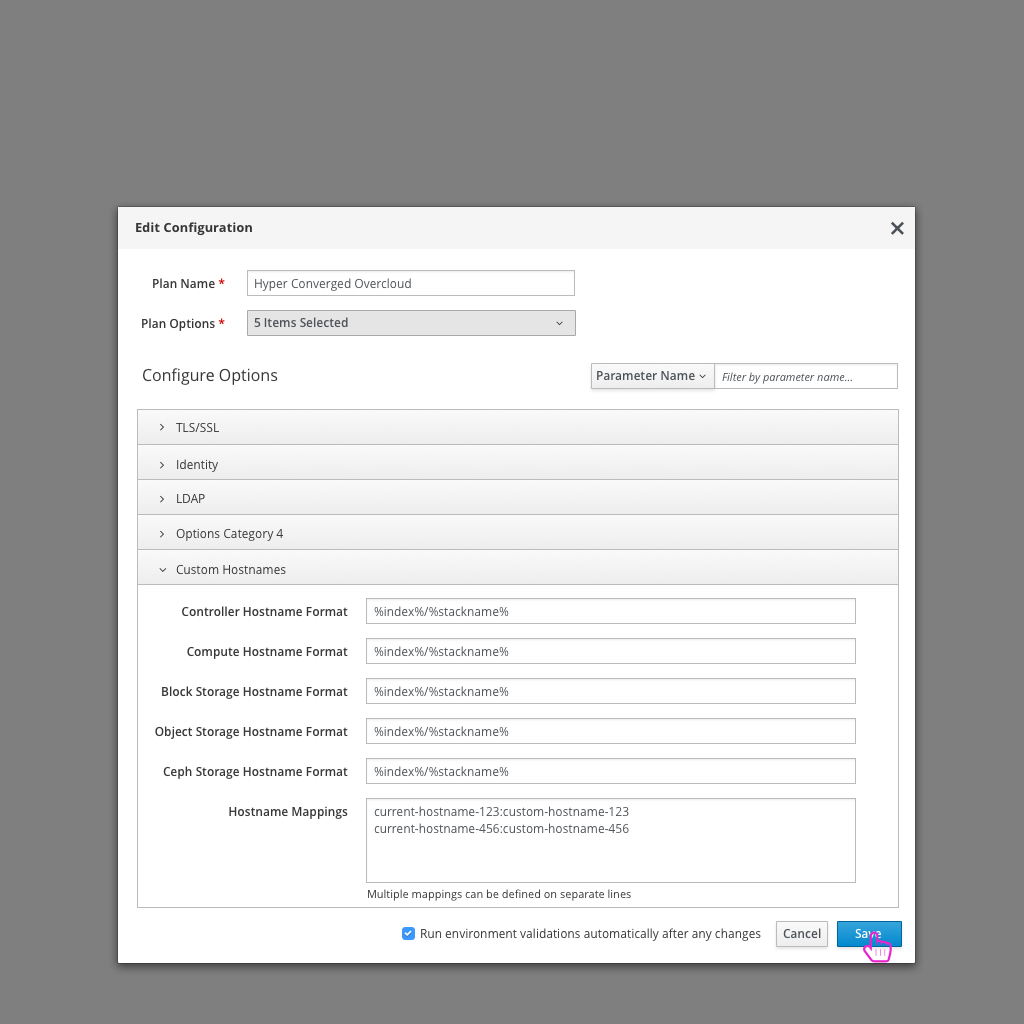 Edit Configuration
Plan Name *
Hyper Converged Overcloud
Plan Options *
5 Items Selected
Configure Options
Parameter Name
Filter by parameter name...
TLS/SSL
Identity
LDAP
Options Category 4
Custom Hostnames
Controller Hostname Format
%index%/%stackname%
Compute Hostname Format
%index%/%stackname%
Block Storage Hostname Format
%index%/%stackname%
Object Storage Hostname Format
%index%/%stackname%
Ceph Storage Hostname Format
%index%/%stackname%
Hostname Mappings
current-hostname-123:custom-hostname-123
current-hostname-456:custom-hostname-456
Multiple mappings can be defined on separate lines
Run environment validations automatically after any changes
Cancel
Save